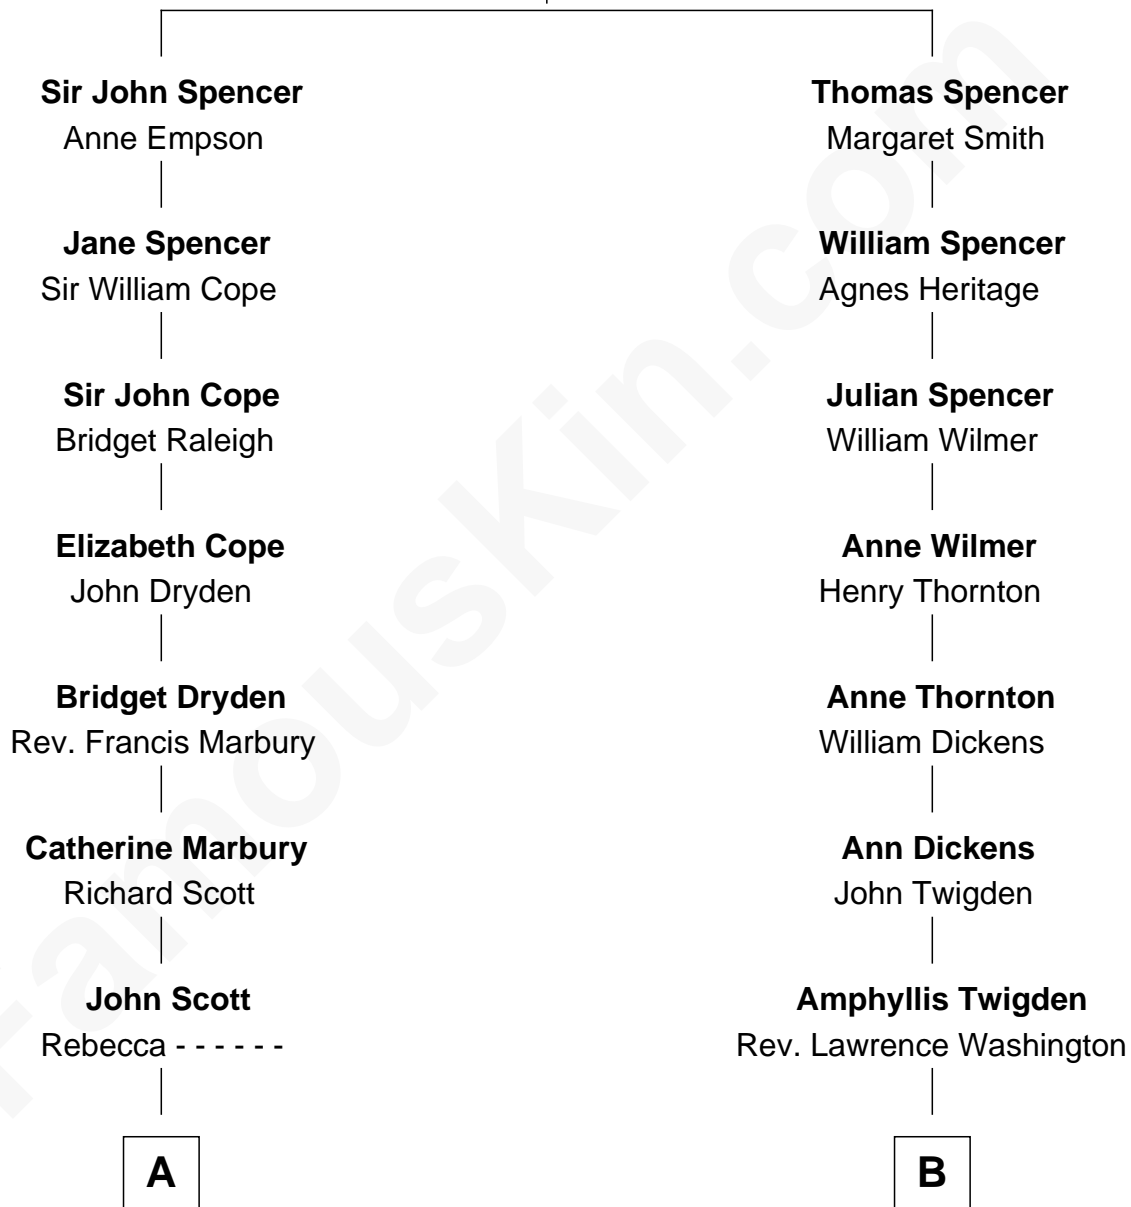 Sir John Spencer
Anne Empson
Jane Spencer
Sir William Cope
Sir John Cope
Bridget Raleigh
Elizabeth Cope
John Dryden
Bridget Dryden
Rev. Francis Marbury
Catherine Marbury
Richard Scott
John Scott
Rebecca - - - - - -
A
Thomas Spencer
Margaret Smith
William Spencer
Agnes Heritage
Julian Spencer
William Wilmer
Anne Wilmer
Henry Thornton
Anne Thornton
William Dickens
Ann Dickens
John Twigden
Amphyllis Twigden
Rev. Lawrence Washington
B
FamousKin.com